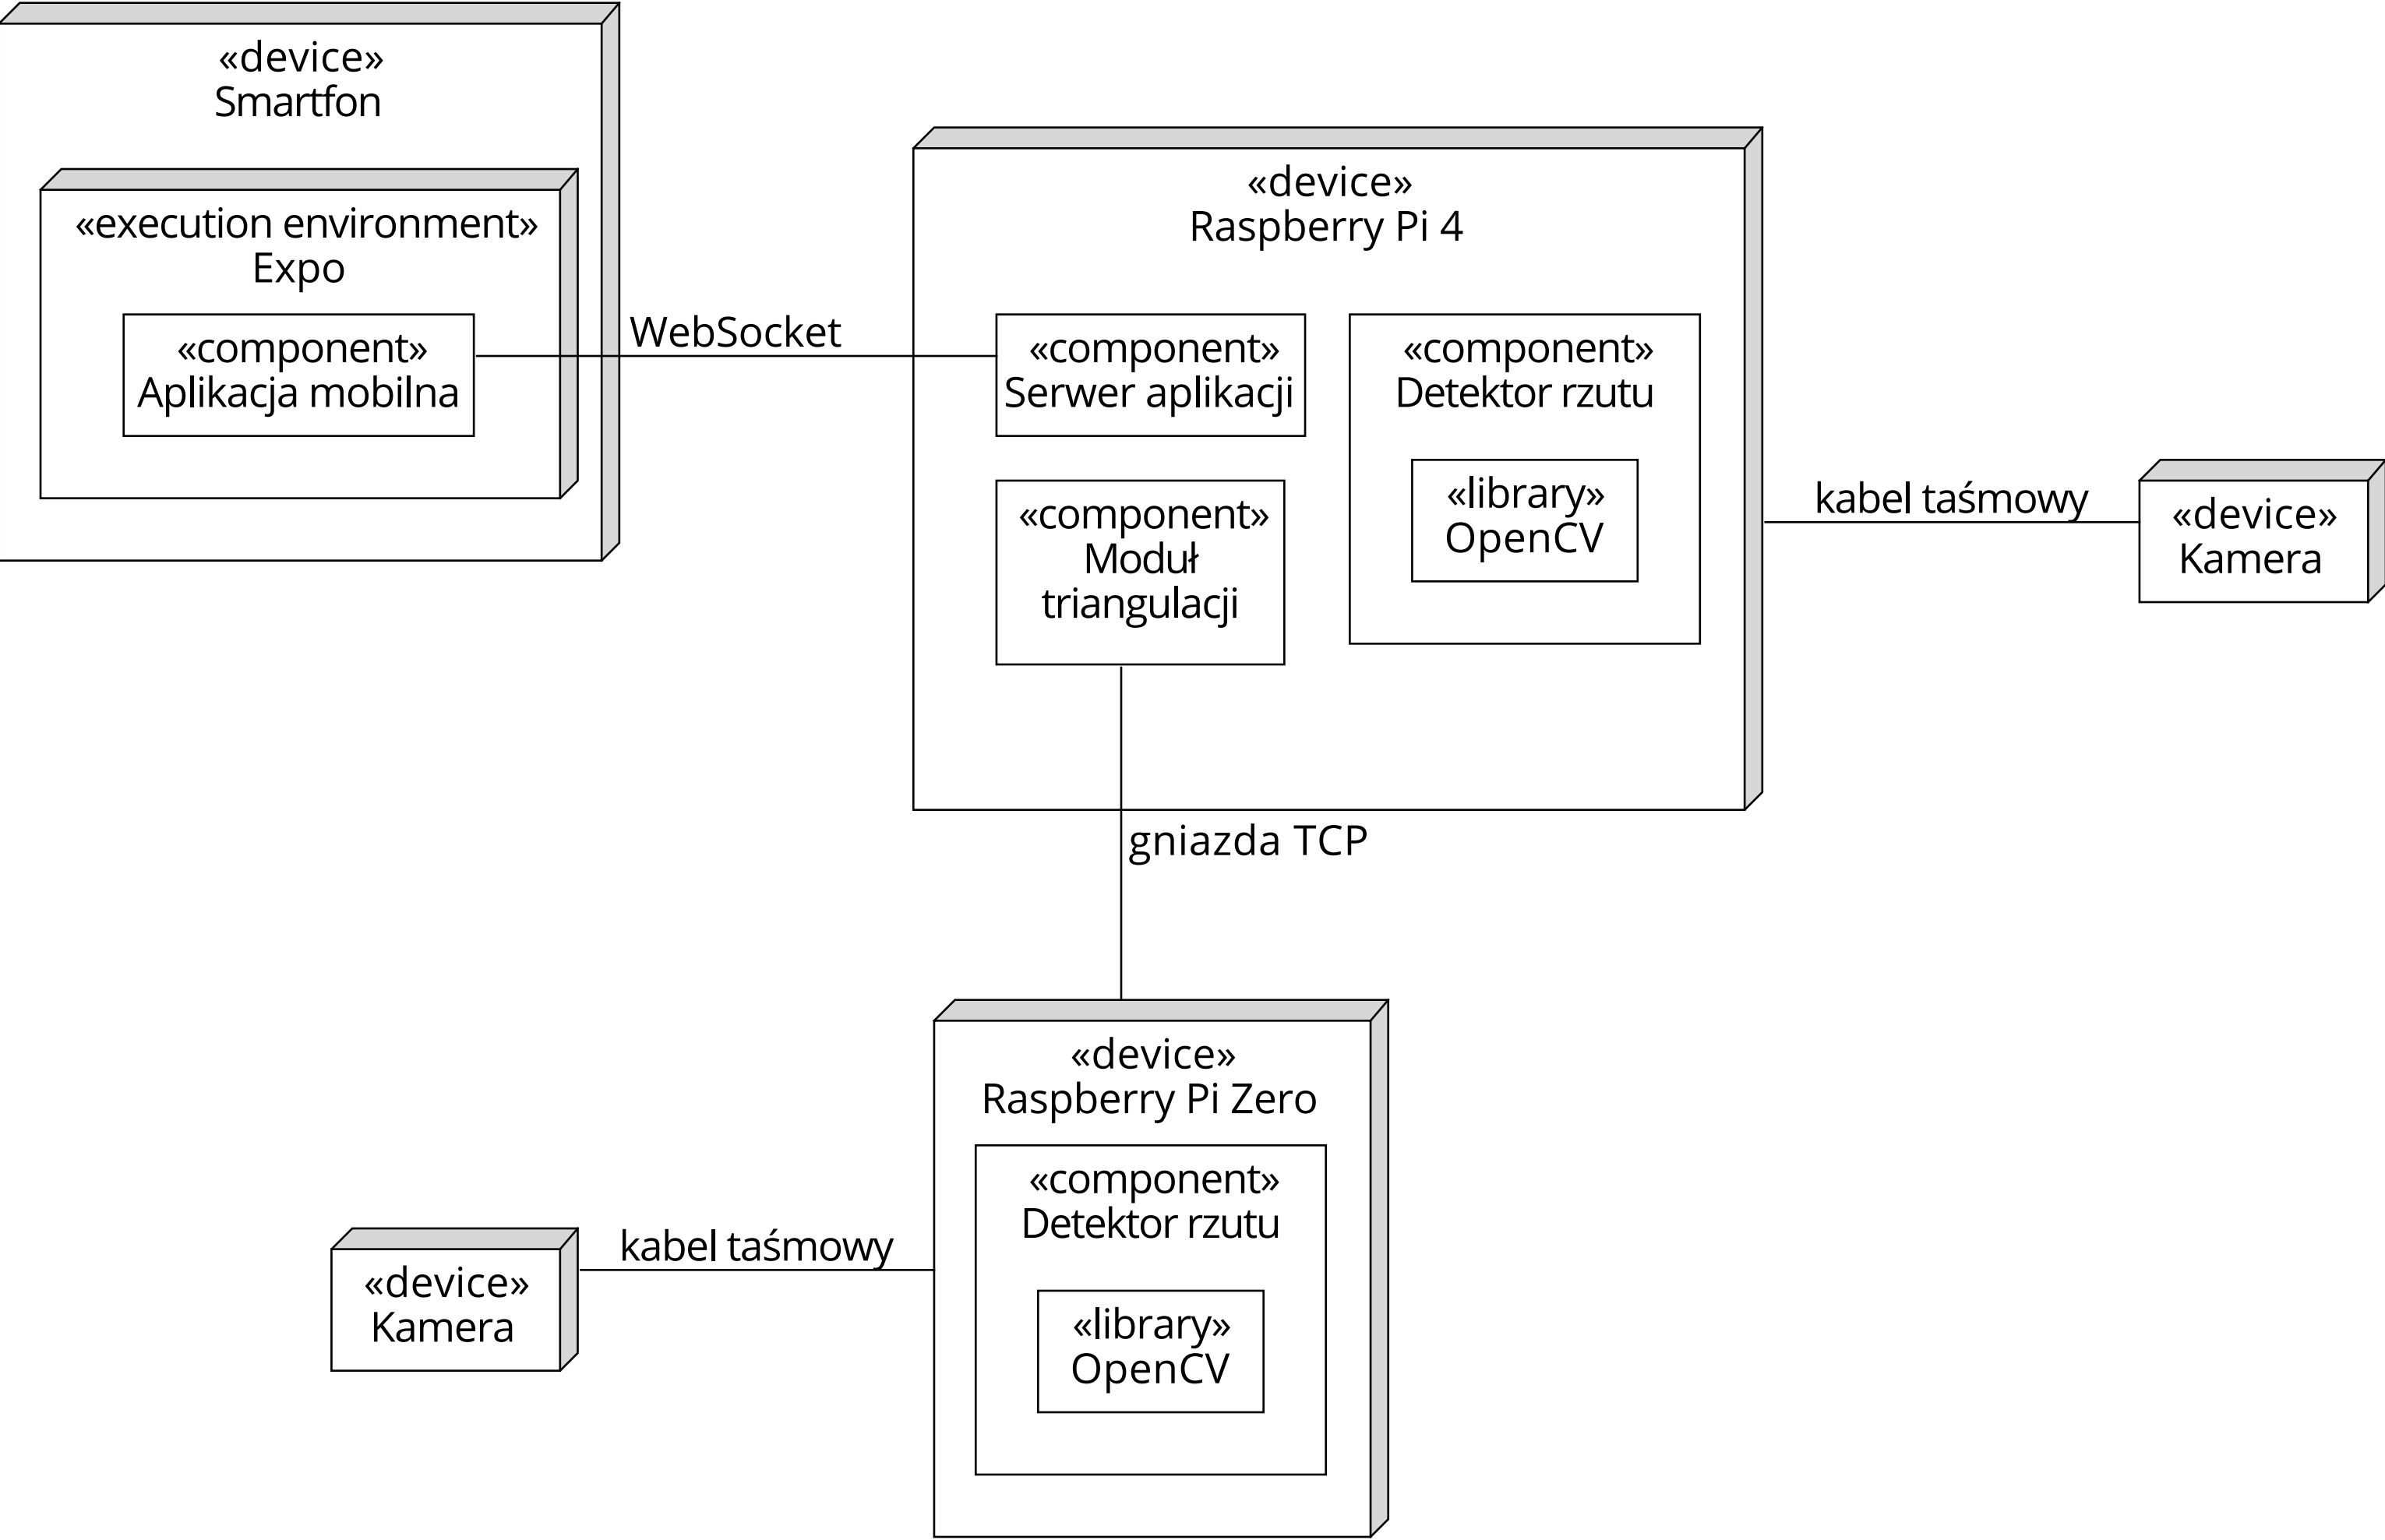 «device»
Smartfon
«execution environment»
Expo
«component»
Aplikacja mobilna
WebSocket
«device»
Raspberry Pi 4
«component»
Serwer aplikacji
«component»
Detektor rzutu
«library»
OpenCV
«component»
Moduł
triangulacji
kabel taśmowy
«device»
Kamera
gniazda TCP
«device»
Raspberry Pi Zero
«component»
Detektor rzutu
«library»
OpenCV
kabel taśmowy
«device»
Kamera